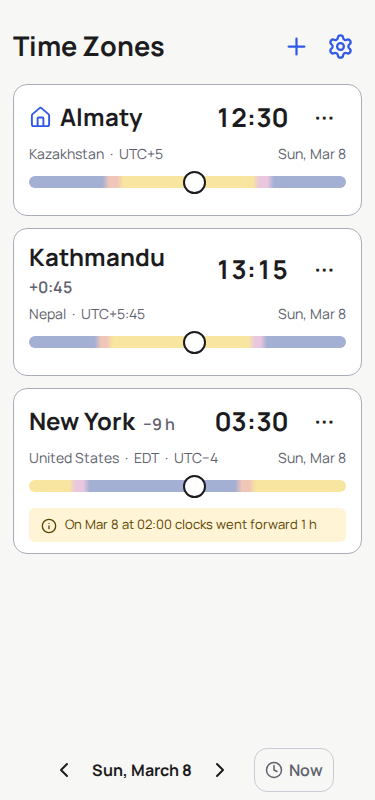 Time Zones
Almaty 12:30 ...
Kazakhstan · UTC+5 Sun, Mar 8
Kathmandu
+0:45
13:15 ...
Nepal · UTC+5:45 Sun, Mar 8
New York −9 h 03:30 ...
United States · EDT · UTC−4 Sun, Mar 8
On Mar 8 at 02:00 clocks went forward 1 h
Sun, March 8 Now